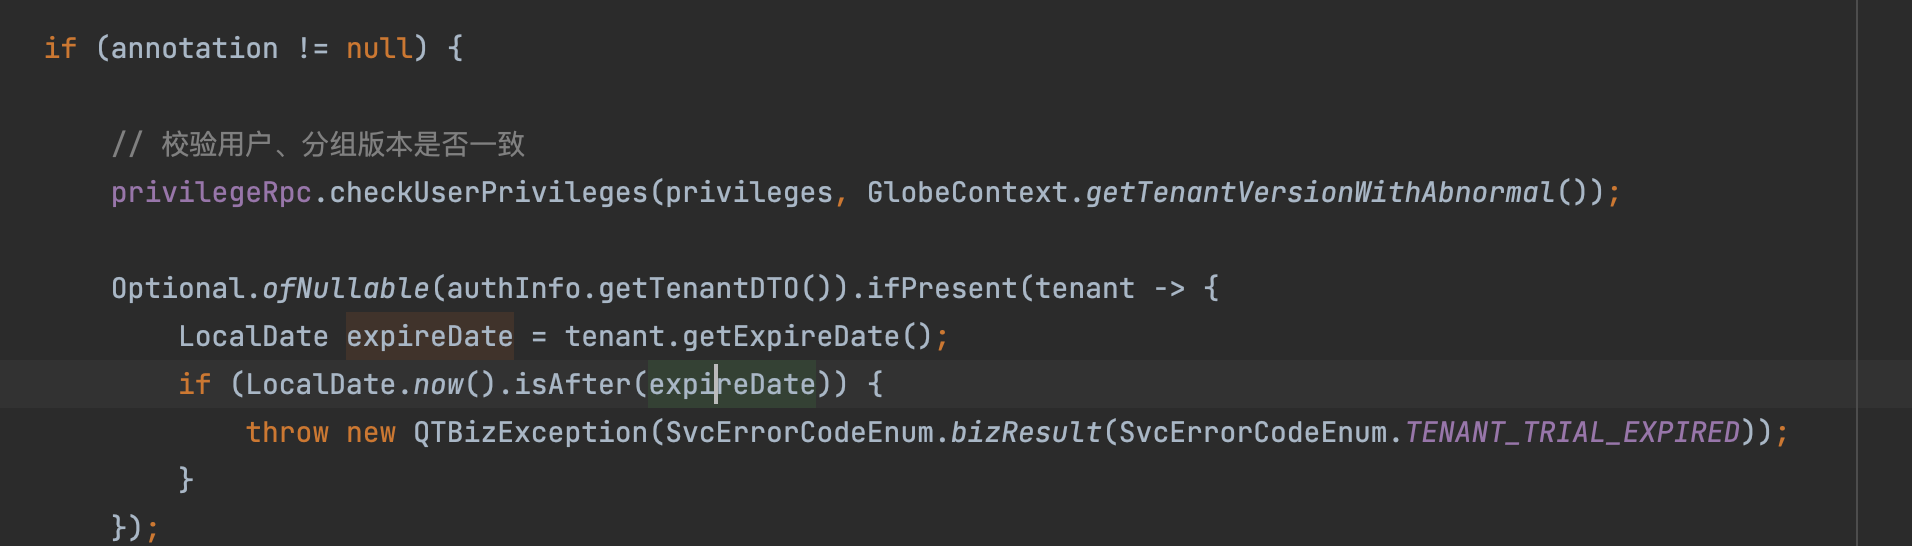 if (annotation != null) {
// 校验用户、分组版本是否一致
privilegeRpc.checkUserPrivileges(privileges, GlobeContext.getTenantVersionWithAbnormal());
Optional.ofNullable(authInfo.getTenantDTO()).ifPresent(tenant -> {
LocalDate expireDate = tenant.getExpireDate();
if (LocalDate.now().isAfter(expireDate)) {
throw new QTBizException(SvcErrorCodeEnum.bizResult(SvcErrorCodeEnum.TENANT_TRIAL_EXPIRED));
}
});